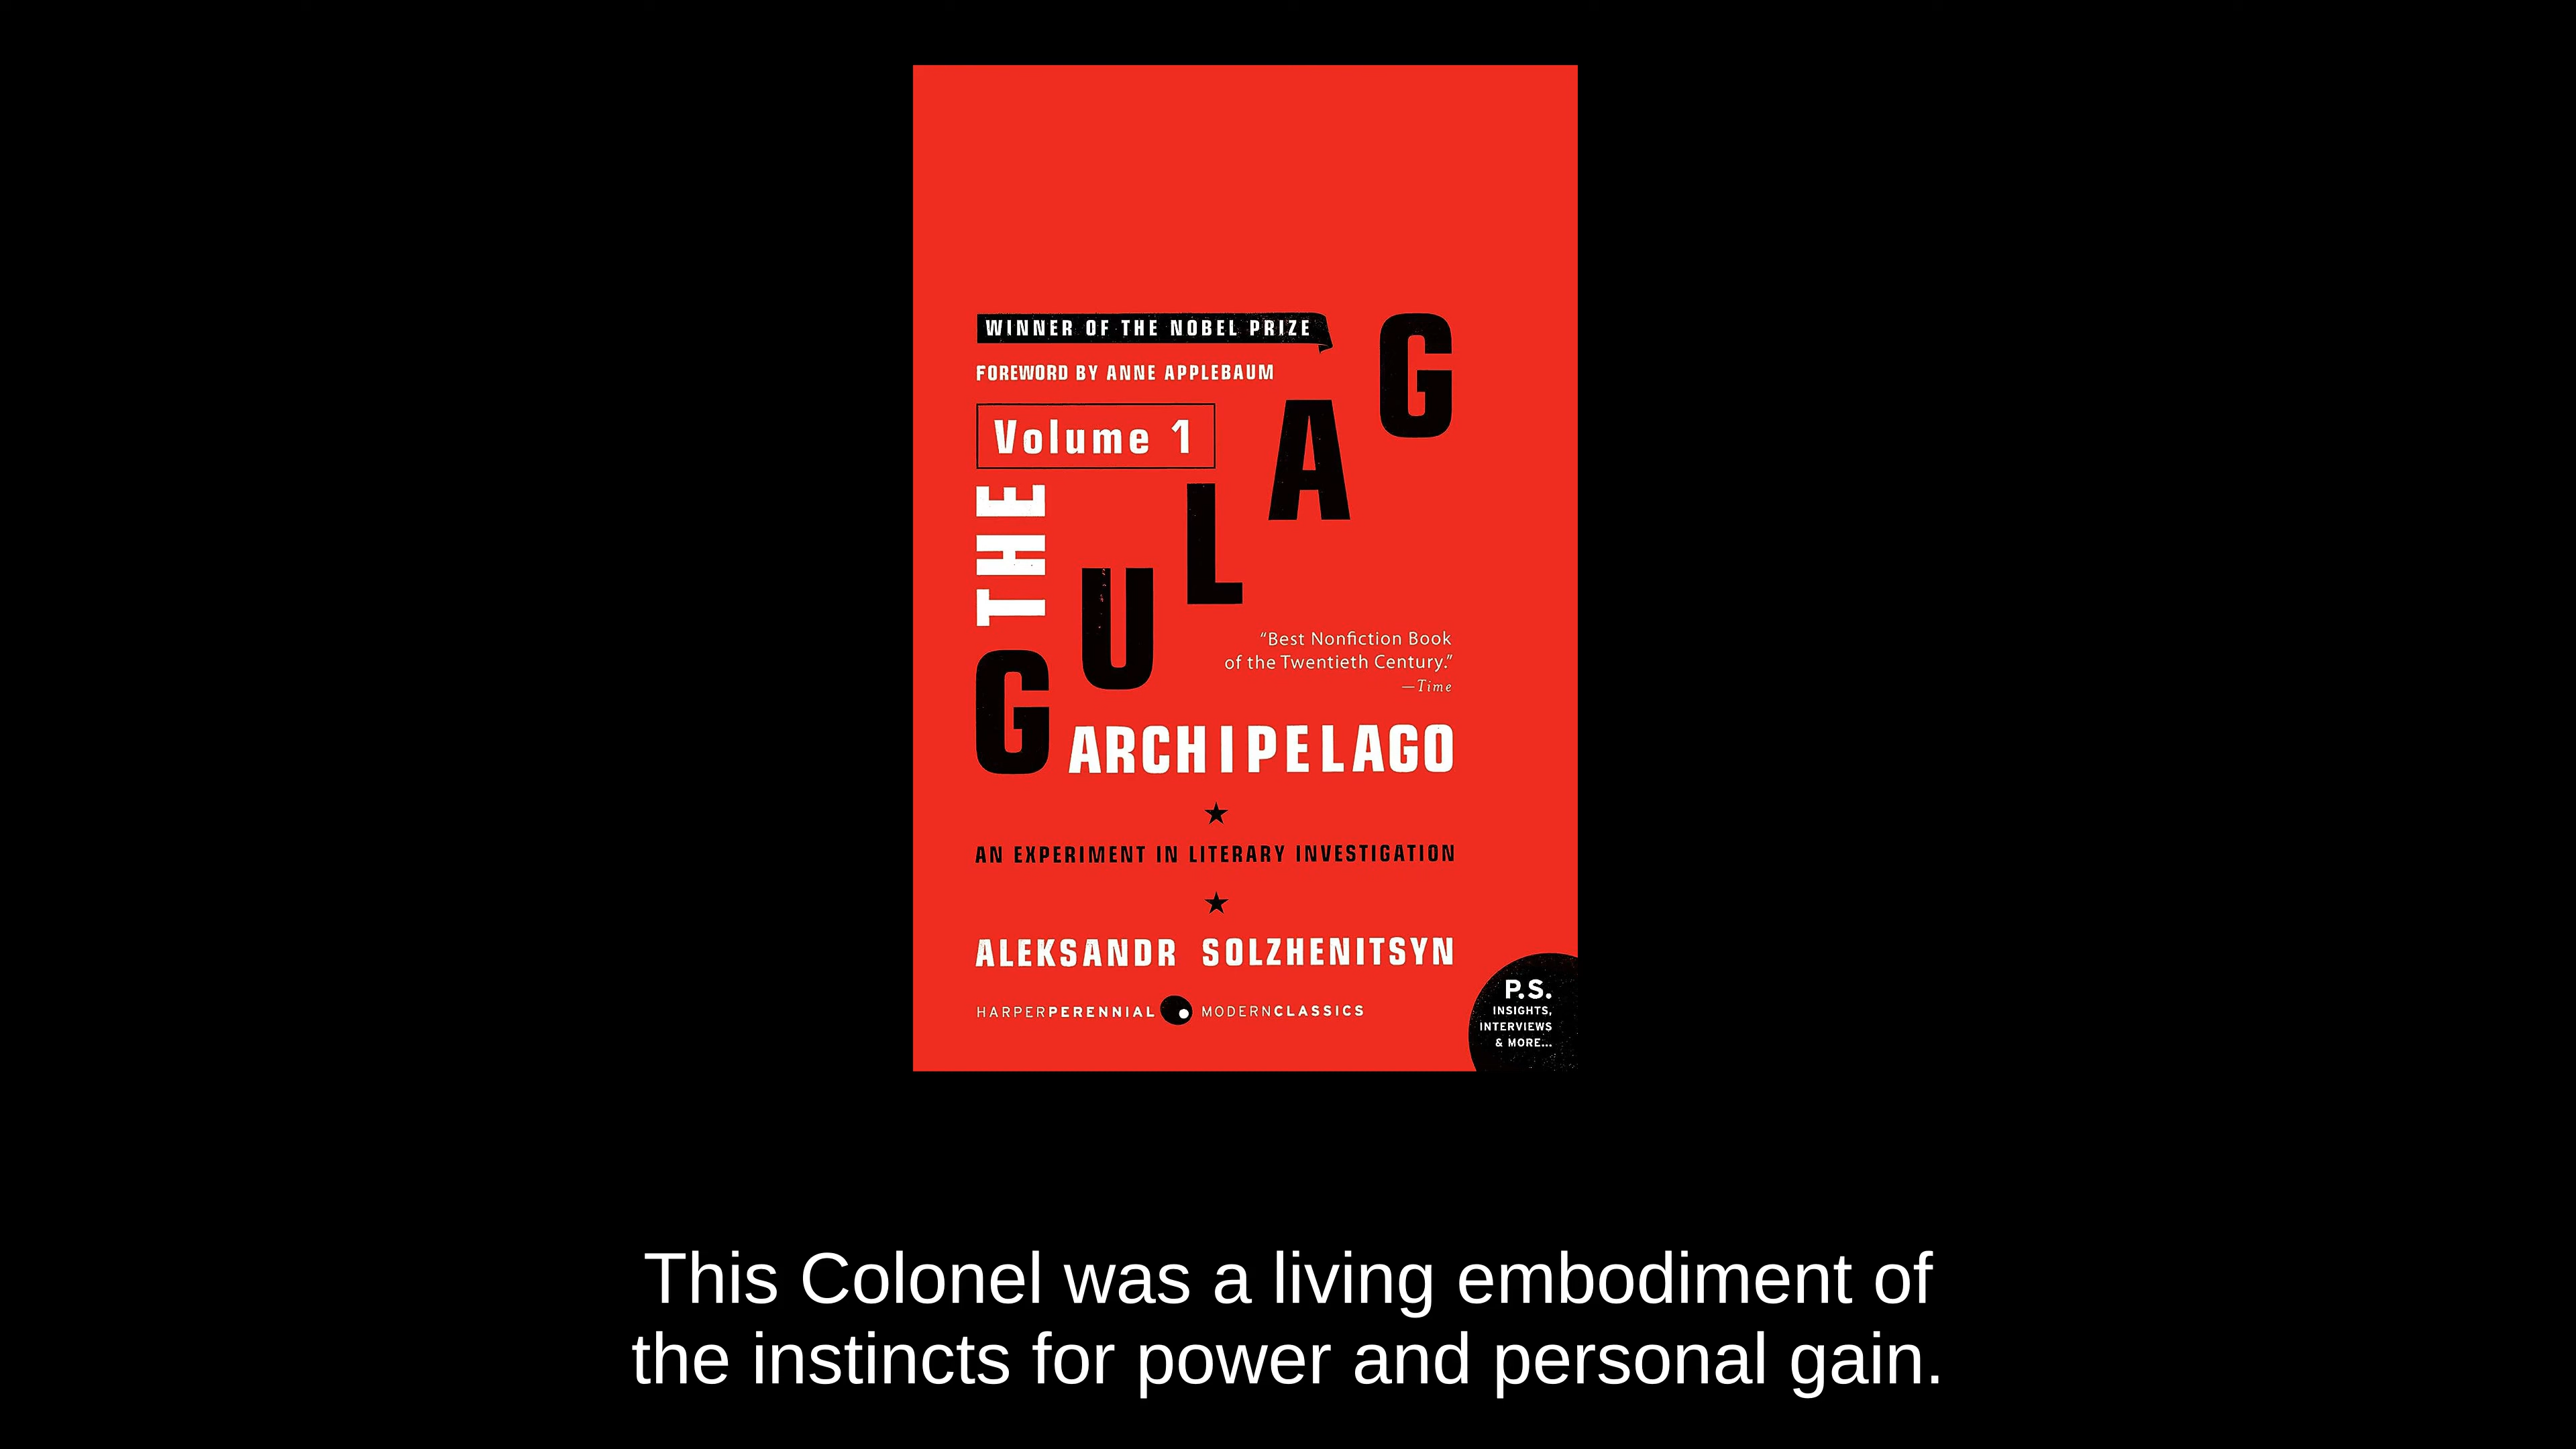 WINNER OF THE NOBEL PRIZE
FOREWORD BY ANNE APPLEBAUM
Volume 1
THE
GULAG
“Best Nonfiction Book
of the Twentieth Century.”
—Time
ARCHIPELAGO
AN EXPERIMENT IN LITERARY INVESTIGATION
ALEKSANDR SOLZHENITSYN
HARPERPERENNIAL MODERNCLASSICS
P.S.
INSIGHTS,
INTERVIEWS
& MORE...
This Colonel was a living embodiment of
the instincts for power and personal gain.